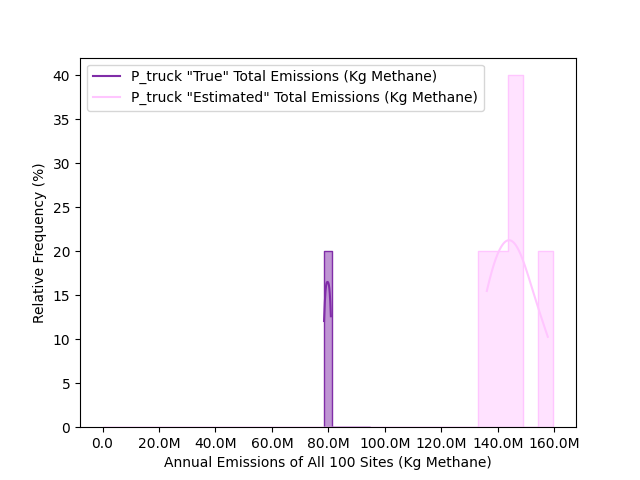 P_truck "True" Total Emissions (Kg Methane)
P_truck "Estimated" Total Emissions (Kg Methane)
40
35
30
25
20
15
10
5
0
Relative Frequency (%)
0.0 20.0M 40.0M 60.0M 80.0M 100.0M 120.0M 140.0M 160.0M
Annual Emissions of All 100 Sites (Kg Methane)